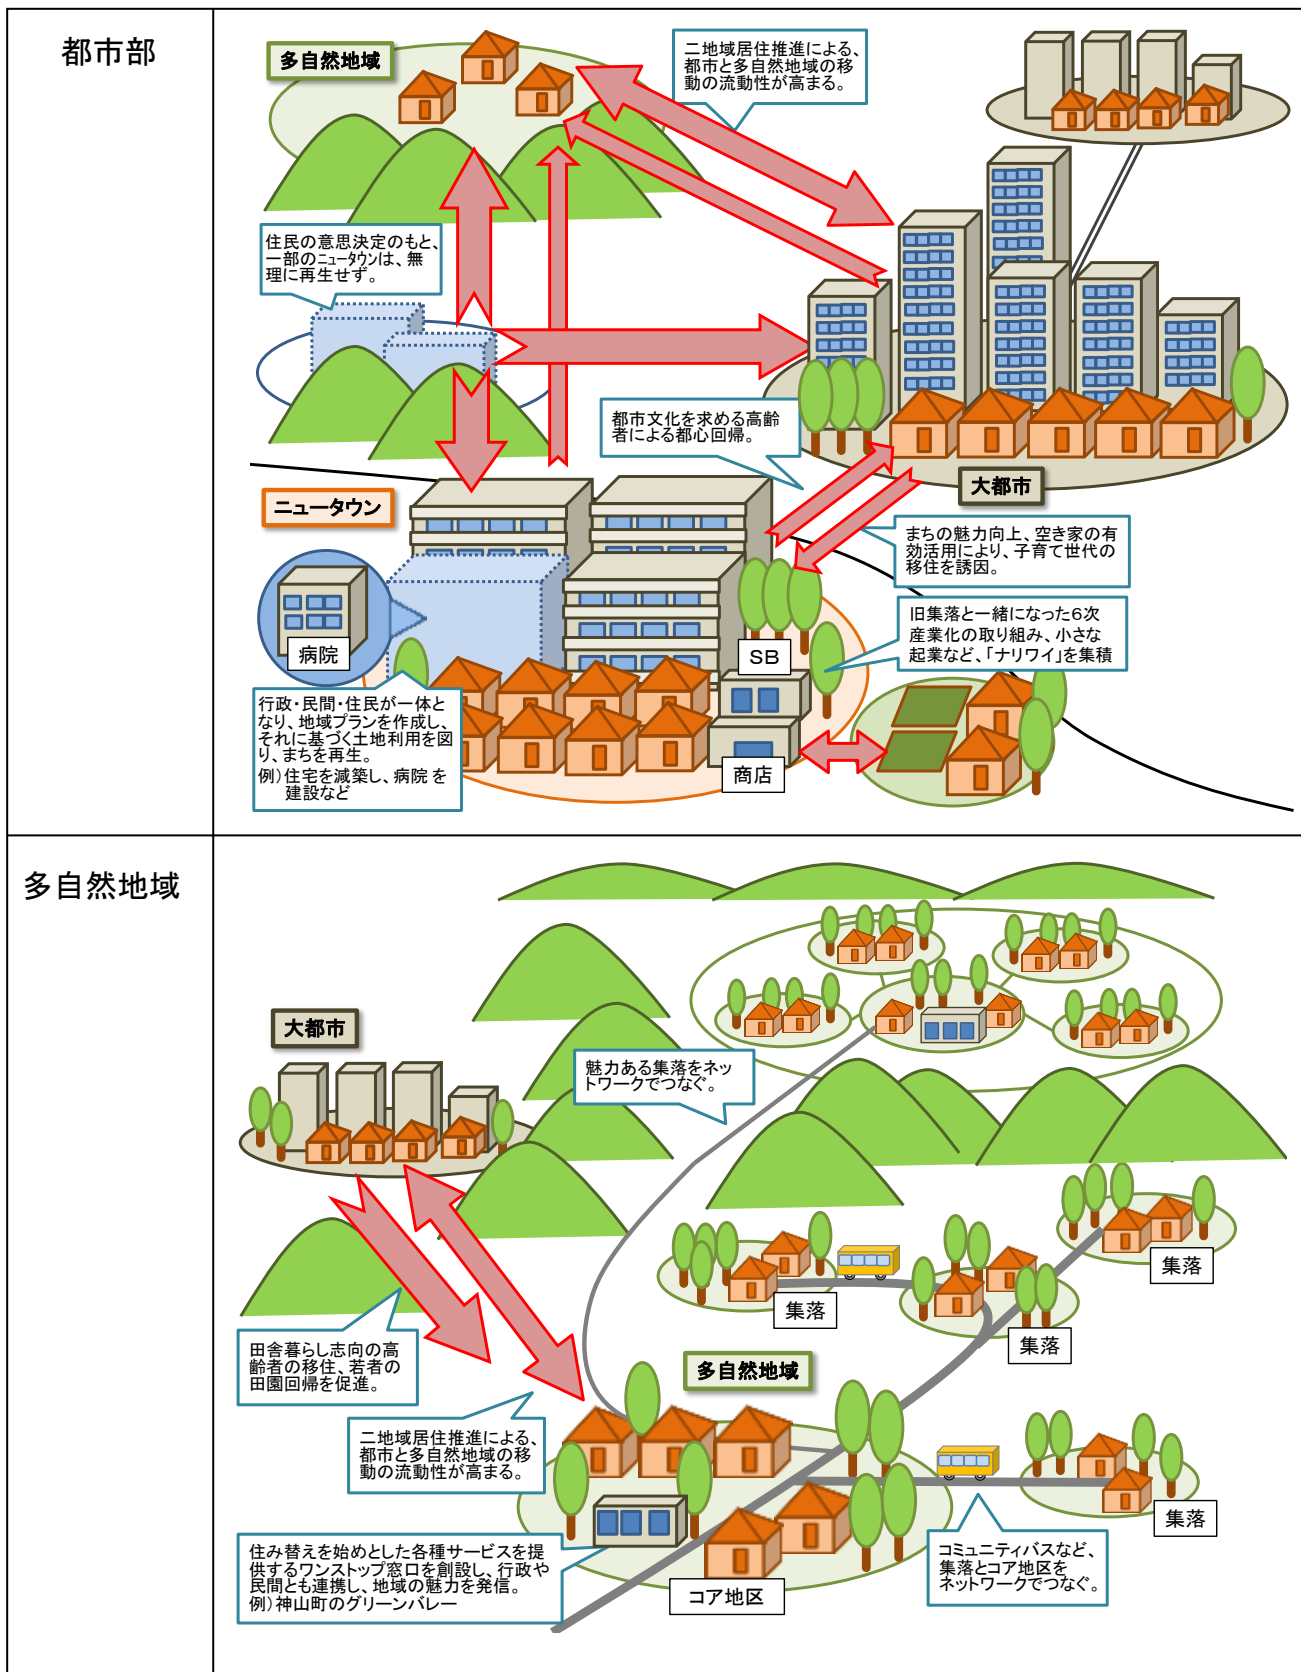 都市部
多自然地域
二地域居住推進による、
都市と多自然地域の移
動の流動性が高まる。
住民の意思決定のもと、
一部のニュータウンは、無
理に再生せず。
都市文化を求める高齢
者による都心回帰。
大都市
ニュータウン
まちの魅力向上、空き家の有
効活用により、子育て世代の
移住を誘因。
旧集落と一緒になった6次
産業化の取り組み、小さな
起業など、「ナリワイ」を集積
病院
SB
行政・民間・住民が一体と
なり、地域プランを作成し、
それに基づく土地利用を図
り、まちを再生。
例)住宅を減築し、病院を
建設など
商店
多自然地域
大都市
魅力ある集落をネッ
トワークでつなぐ。
集落
集落
集落
田舎暮らし志向の高
齢者の移住、若者の
田園回帰を促進。
多自然地域
二地域居住推進による、
都市と多自然地域の移
動の流動性が高まる。
集落
住み替えを始めとした各種サービスを提
供するワンストップ窓口を創設し、行政や
民間とも連携し、地域の魅力を発信。
例)神山町のグリーンバレー
コア地区
コミュニティバスなど、
集落とコア地区を
ネットワークでつなぐ。